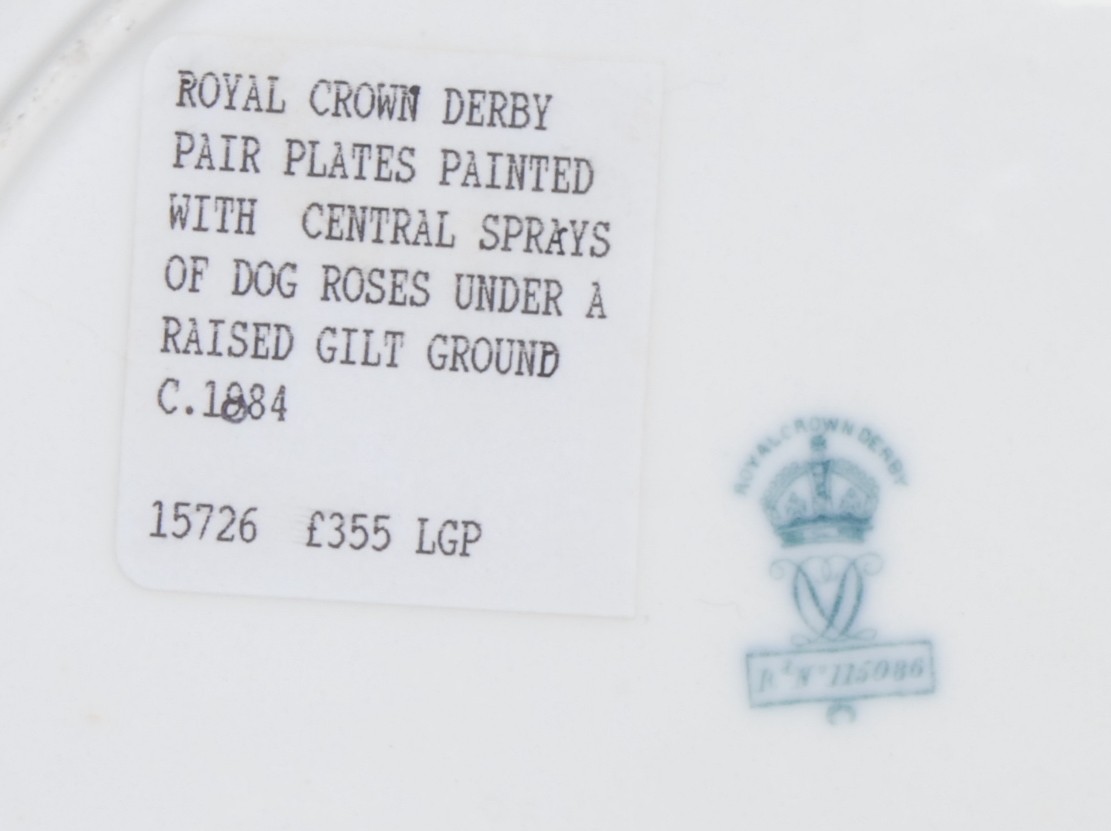 ROYAL CROWN DERBY
PAIR PLATES PAINTED
WITH CENTRAL SPRAYS
OF DOG ROSES UNDER A
RAISED GILT GROUND
C.1884
15726 £355 LGP
ROYAL CROWN DERBY
Rᵈ Nº 115086